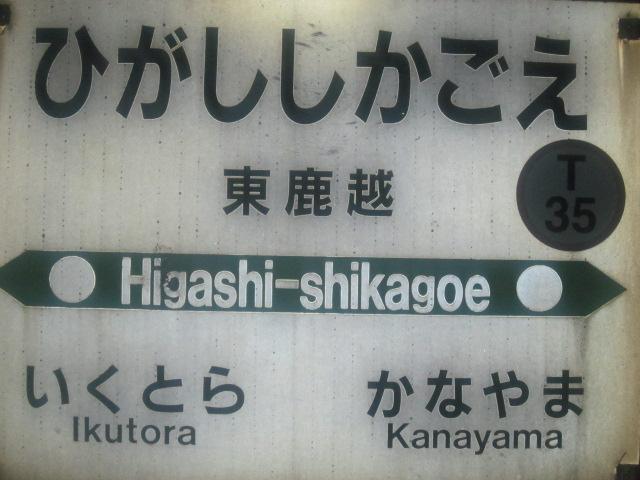 ひがししかごえ
東鹿越
T
35
Higashi-shikagoe
いくとら
かなやま
Ikutora
Kanayama